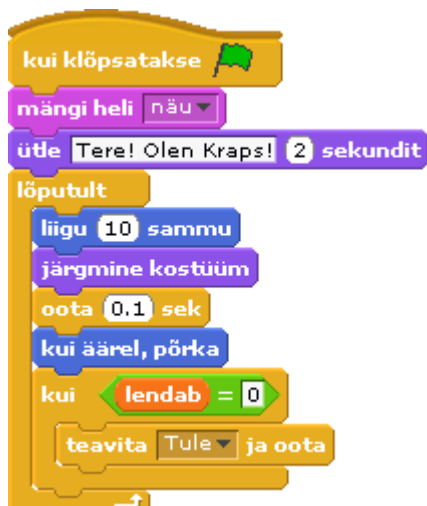 kui klõpsatakse
mängi heli näu
ütle Tere! Olen Kraps! 2 sekundit
lõputult
liigu 10 sammu
järgmine kostüüm
oota 0.1 sek
kui äärel, põrka
kui lendab = 0
teavita Tule ja oota